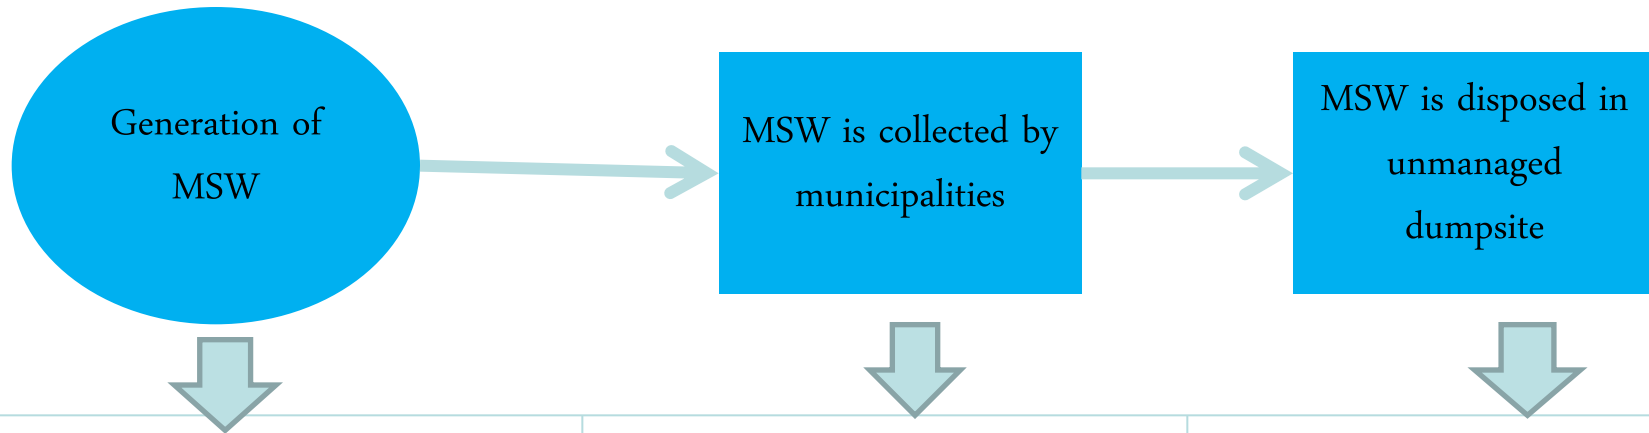 Generation of
MSW
MSW is collected by
municipalities
MSW is disposed in
unmanaged
dumpsite